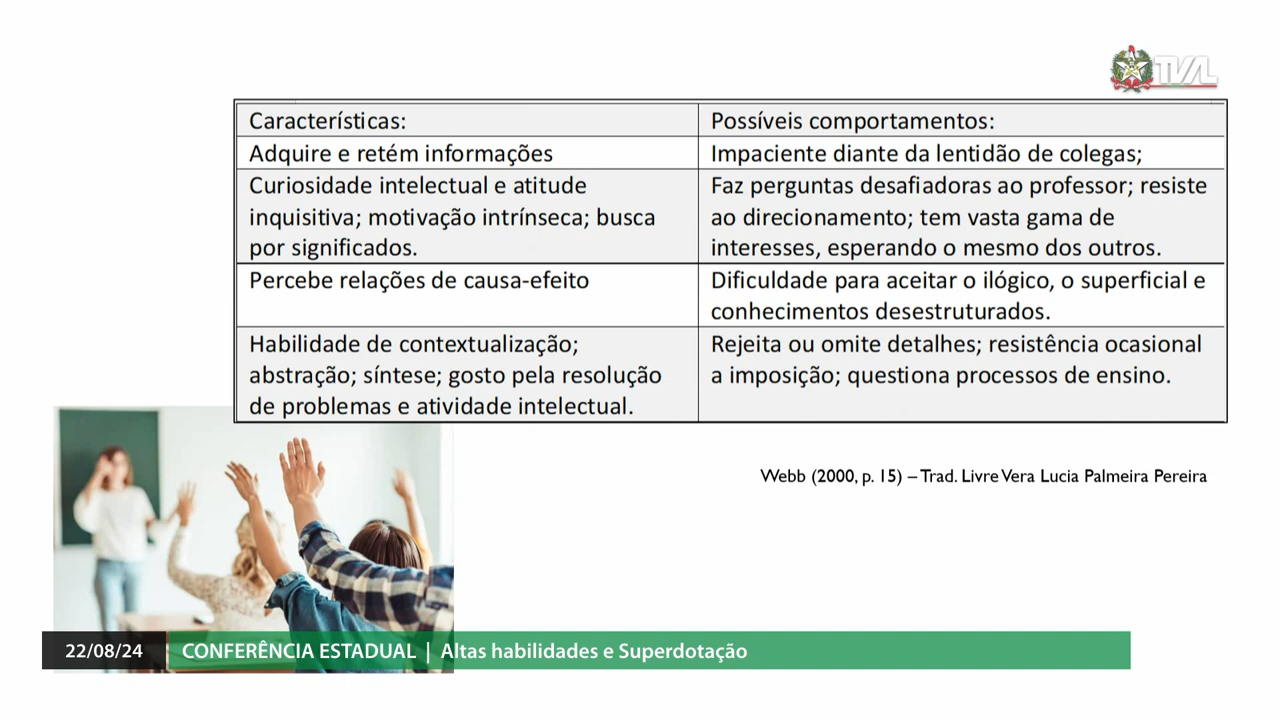 TVAL
Características:
Possíveis comportamentos:
Adquire e retém informações
Impaciente diante da lentidão de colegas;
Curiosidade intelectual e atitude
inquisitiva; motivação intrínseca; busca
por significados.
Faz perguntas desafiadoras ao professor; resiste
ao direcionamento; tem vasta gama de
interesses, esperando o mesmo dos outros.
Percebe relações de causa-efeito
Dificuldade para aceitar o ilógico, o superficial e
conhecimentos desestruturados.
Habilidade de contextualização;
abstração; síntese; gosto pela resolução
de problemas e atividade intelectual.
Rejeita ou omite detalhes; resistência ocasional
a imposição; questiona processos de ensino.
Webb (2000, p. 15) – Trad. Livre Vera Lucia Palmeira Pereira
22/08/24 CONFERÊNCIA ESTADUAL | Altas habilidades e Superdotação